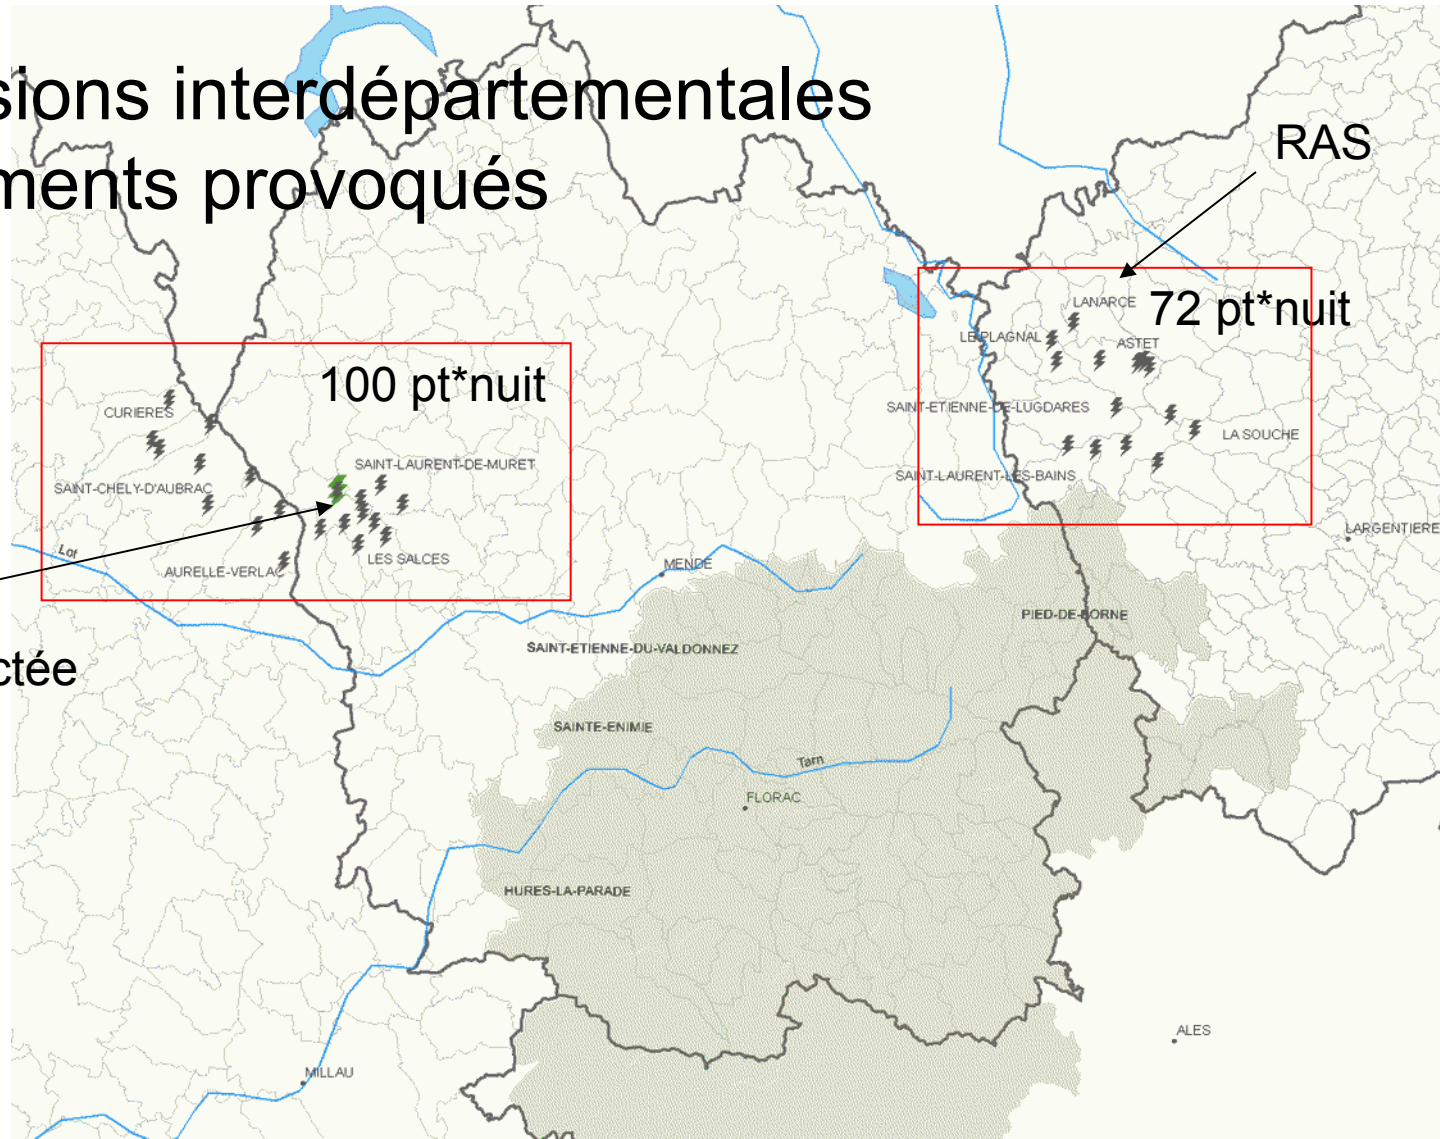 sions interdépartementales
ments provoqués
RAS
72 pt*nuit
LANARCE
LE PLAGNAL
ASTET
SAINT-ETIENNE-DE-LUGDARES
LA SOUCHE
SAINT-LAURENT-LES-BAINS
100 pt*nuit
CURIERES
SAINT-LAURENT-DE-MURET
SAINT-CHELY-D'AUBRAC
LES SALCES
AURELLE-VERLAC
Lot
LARGENTIERE
MENDE
PIED-DE-BORNE
SAINT-ETIENNE-DU-VALDONNEZ
ctée
SAINTE-ENIMIE
Tarn
FLORAC
HURES-LA-PARADE
ALES
MILLAU